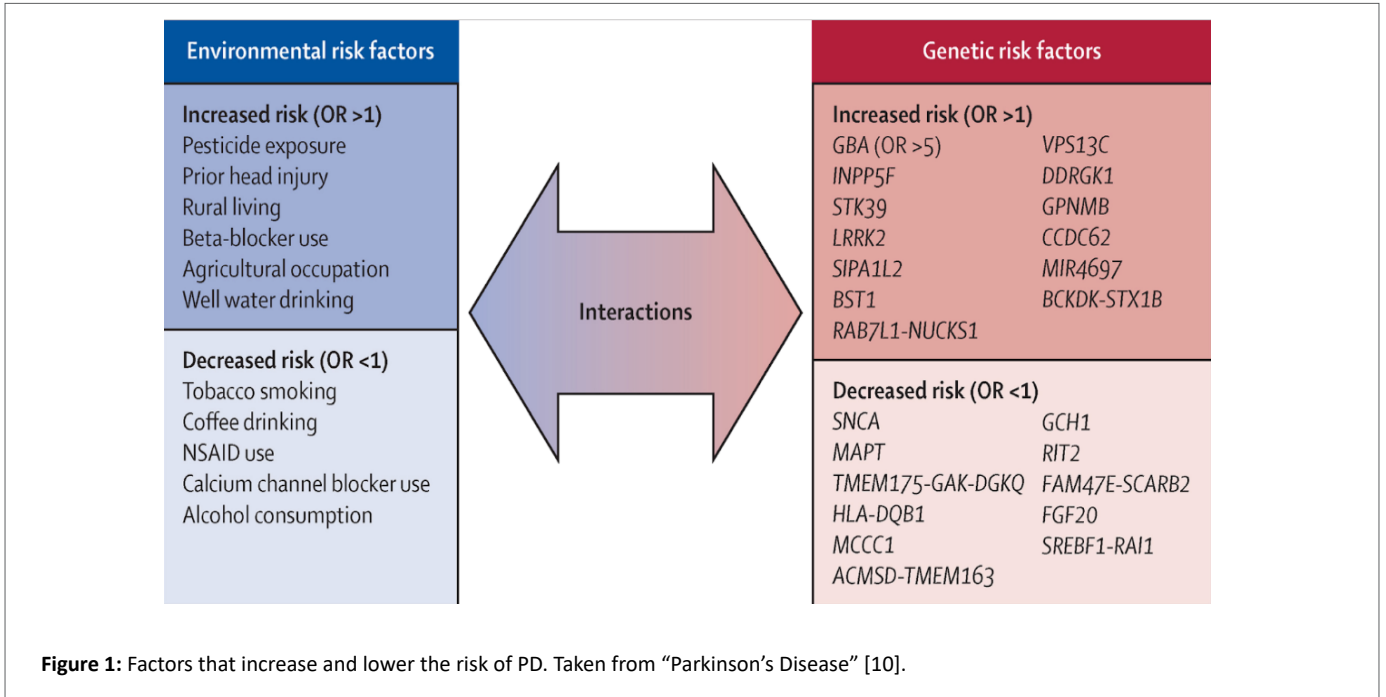 Environmental risk factors
Increased risk (OR >1)
Pesticide exposure
Prior head injury
Rural living
Beta-blocker use
Agricultural occupation
Well water drinking
Decreased risk (OR <1)
Tobacco smoking
Coffee drinking
NSAID use
Calcium channel blocker use
Alcohol consumption
Interactions
Genetic risk factors
Increased risk (OR >1)
GBA (OR >5)
INPP5F
STK39
LRRK2
SIPA1L2
BST1
RAB7L1-NUCKS1
VPS13C
DDRGK1
GPNMB
CCDC62
MIR4697
BCKDK-STX1B
Decreased risk (OR <1)
SNCA
MAPT
TMEM175-GAK-DGKQ
HLA-DQB1
MCCC1
ACMSD-TMEM163
GCH1
RIT2
FAM47E-SCARB2
FGF20
SREBF1-RAI1
Figure 1: Factors that increase and lower the risk of PD. Taken from “Parkinson’s Disease” [10].